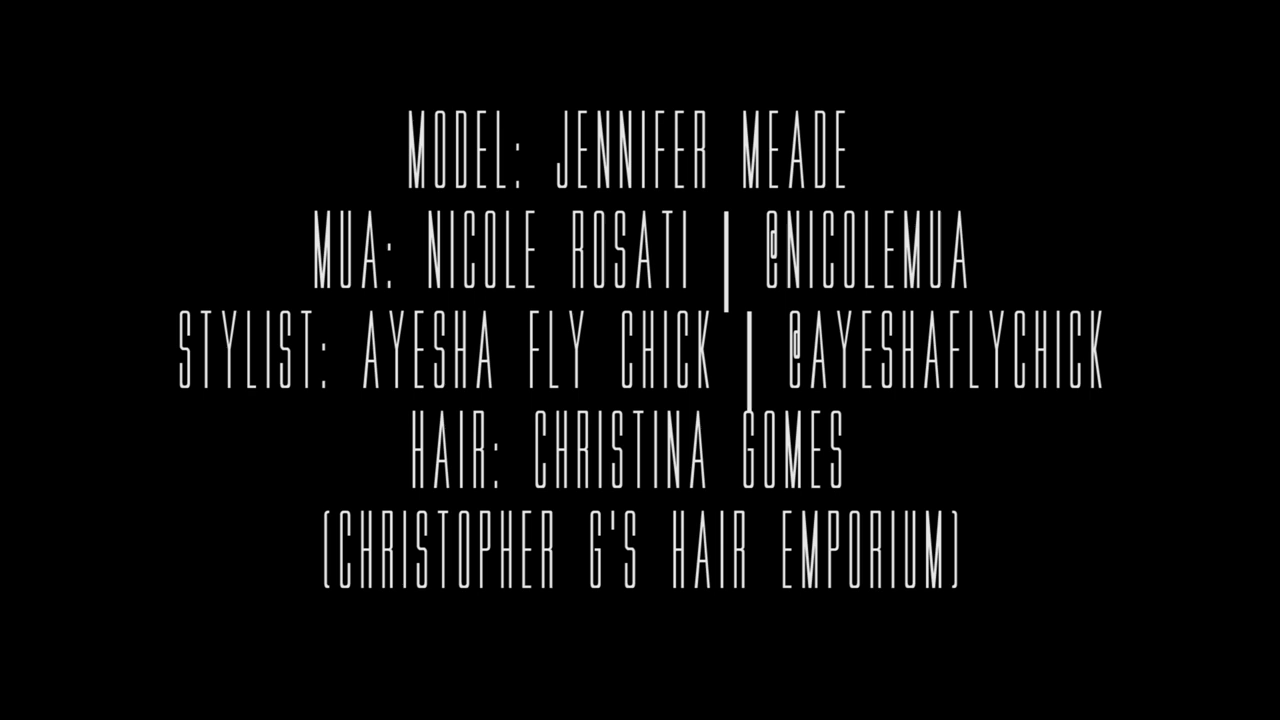 MODEL: JENNIFER MEADE
MUA: NICOLE ROSATI | @NICOLEMUA
STYLIST: AYESHA FLY CHICK | @AYESHAFLYCHICK
HAIR: CHRISTINA GOMES
(CHRISTOPHER G'S HAIR EMPORIUM)